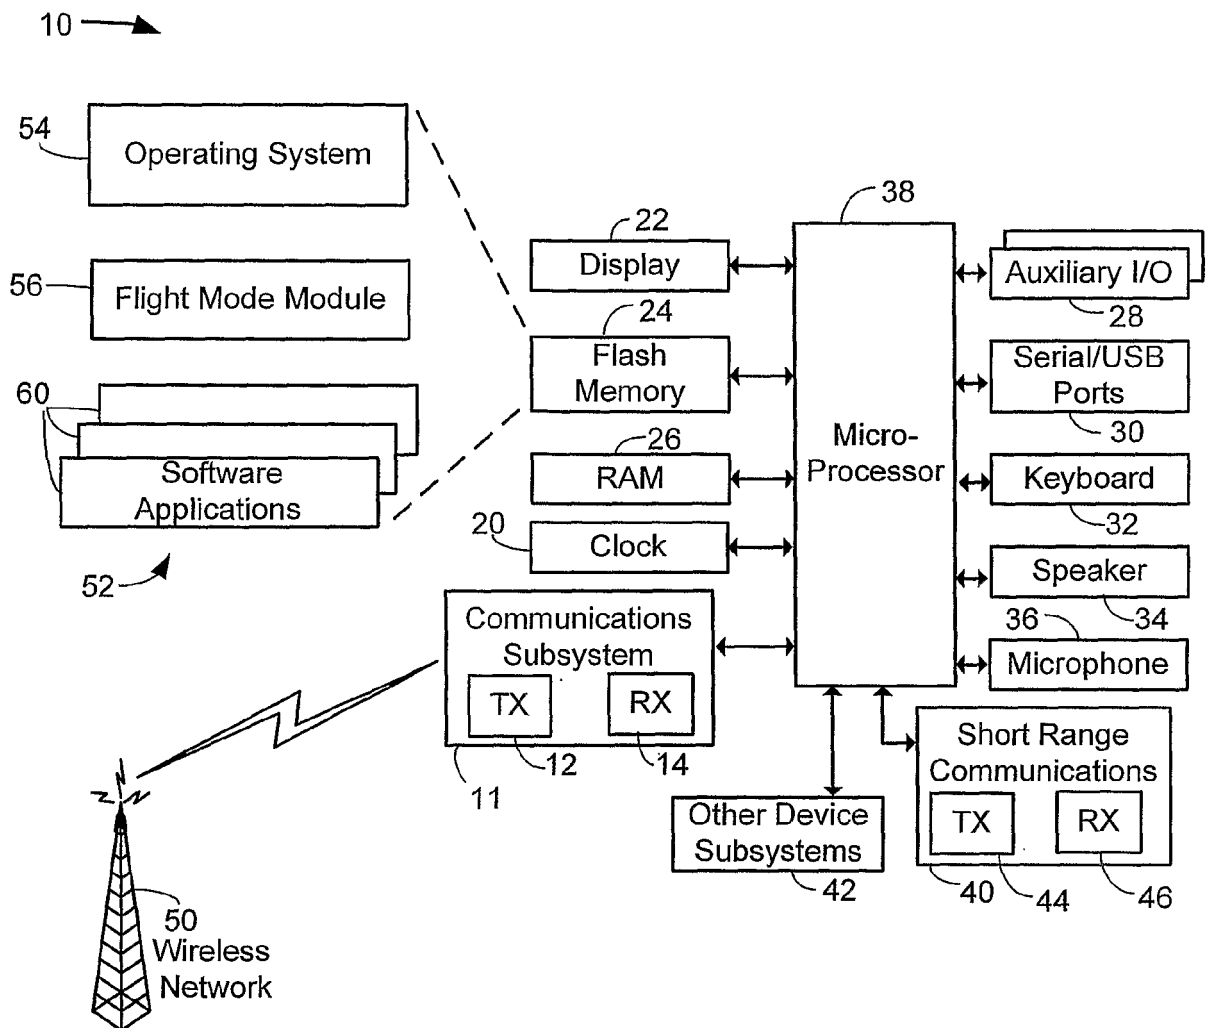 10
54
Operating System
56
Flight Mode Module
60
Software
Applications
52
22
Display
24
Flash
Memory
26
RAM
20
Clock
Communications
Subsystem
TX
RX
11
12
14
50
Wireless
Network
38
Micro-
Processor
Auxiliary I/O
28
Serial/USB
Ports
30
Keyboard
32
Speaker
34
36
Microphone
Short Range
Communications
TX
RX
40
44
46
Other Device
Subsystems
42